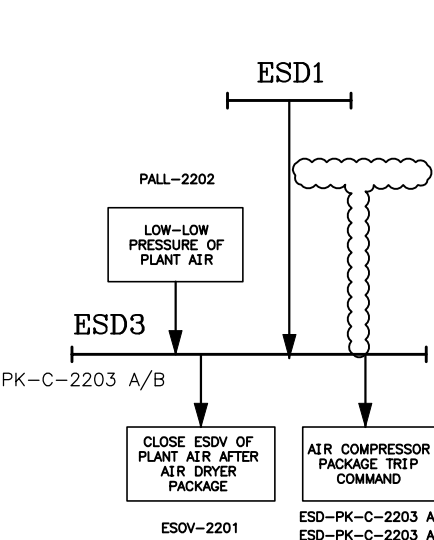 ESD1
PALL-2202
LOW-LOW
PRESSURE OF
PLANT AIR
ESD3
PK-C-2203 A/B
CLOSE ESDV OF
PLANT AIR AFTER
AIR DRYER
PACKAGE
AIR COMPRESSOR
PACKAGE TRIP
COMMAND
ESOV-2201
ESD-PK-C-2203 A
ESD-PK-C-2203 A